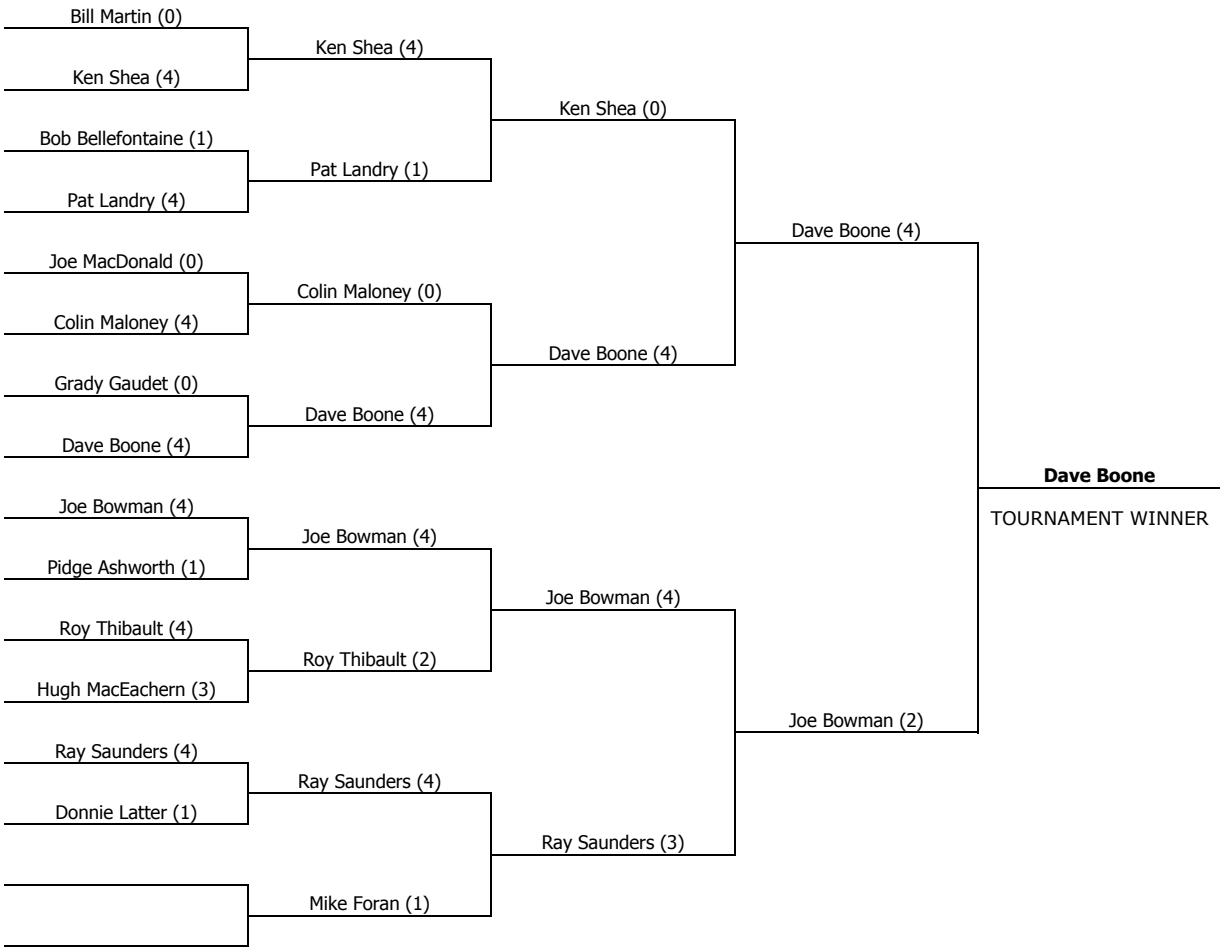 Bill Martin (0)
Ken Shea (4)
Bob Bellefontaine (1)
Pat Landry (4)
Joe MacDonald (0)
Colin Maloney (4)
Grady Gaudet (0)
Dave Boone (4)
Joe Bowman (4)
Pidge Ashworth (1)
Roy Thibault (4)
Hugh MacEachern (3)
Ray Saunders (4)
Donnie Latter (1)
Ken Shea (4)
Pat Landry (1)
Colin Maloney (0)
Dave Boone (4)
Joe Bowman (4)
Roy Thibault (2)
Ray Saunders (4)
Mike Foran (1)
Ken Shea (0)
Dave Boone (4)
Joe Bowman (4)
Ray Saunders (3)
Dave Boone (4)
Joe Bowman (2)
Dave Boone
TOURNAMENT WINNER